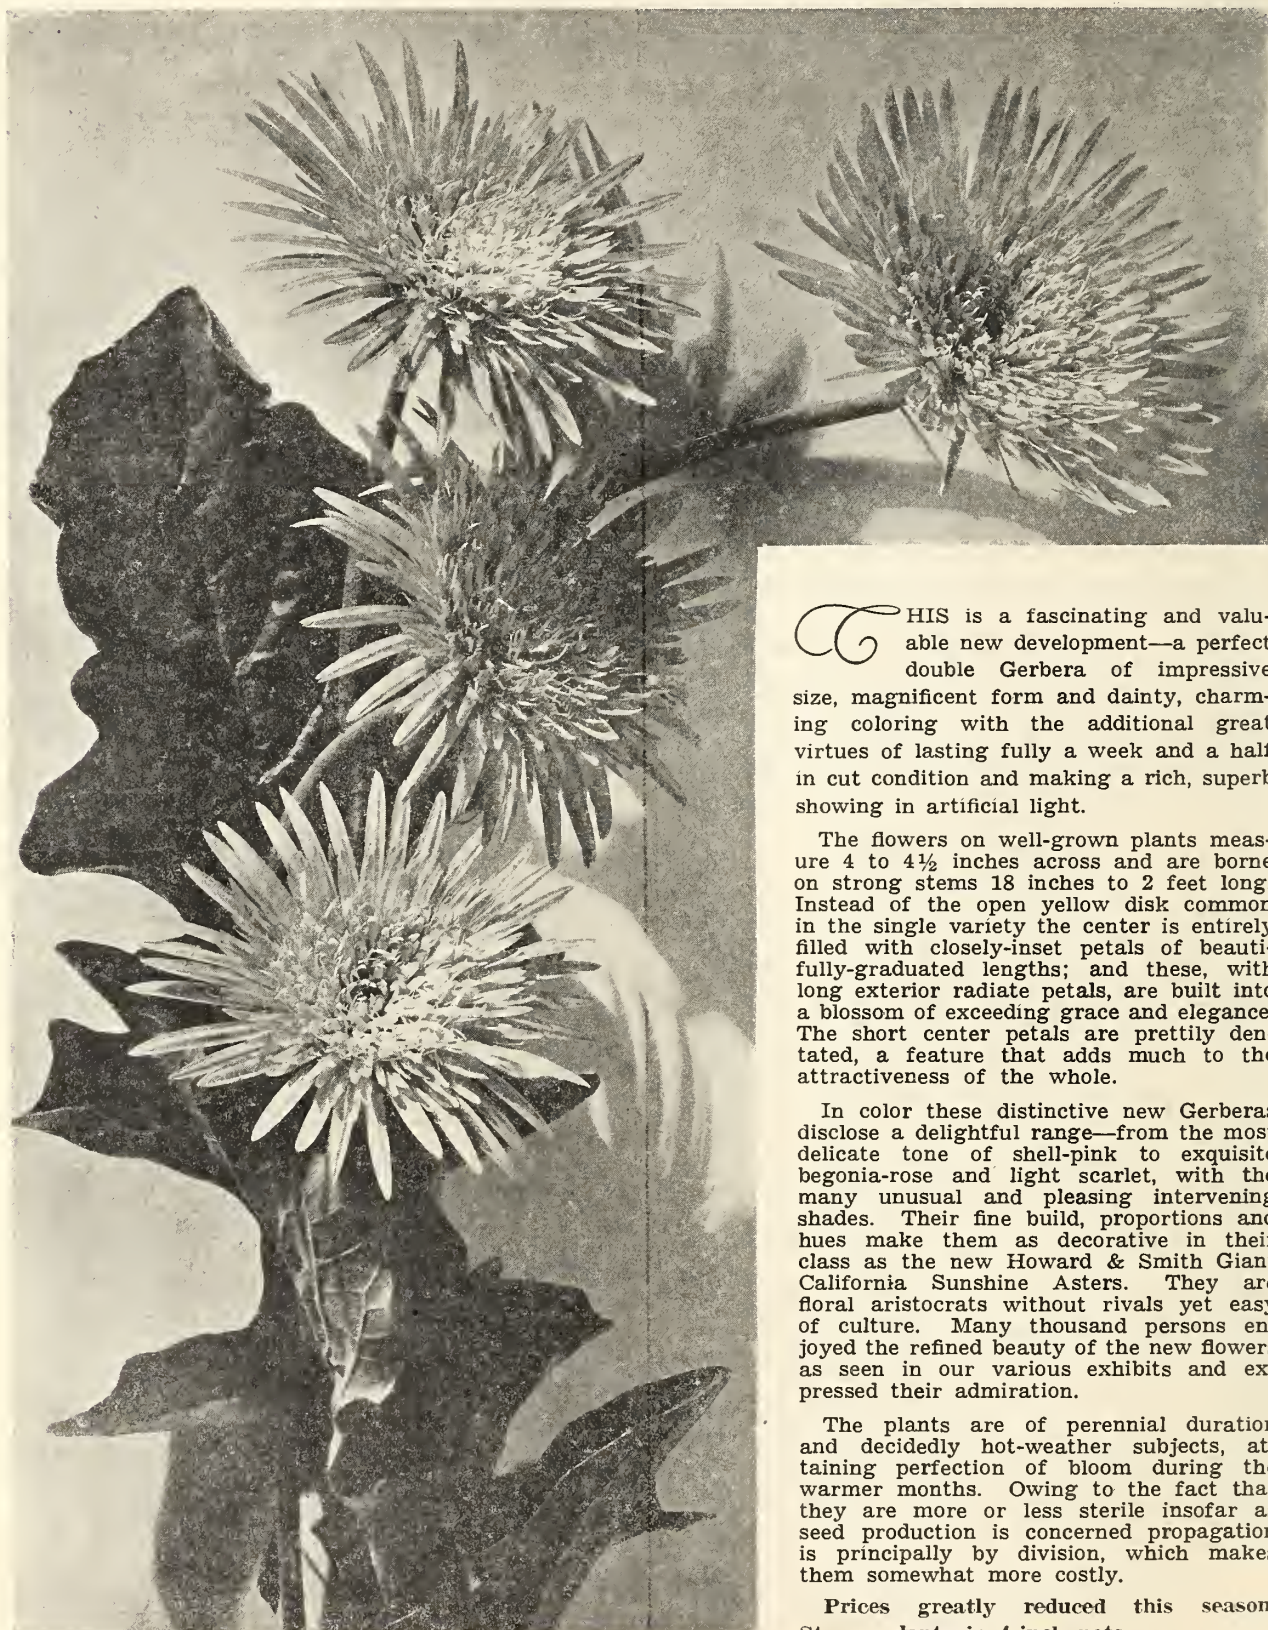 THIS is a fascinating and valu-
able new development—a perfect
double Gerbera of impressive
size, magnificent form and dainty, charm-
ing coloring with the additional great
virtues of lasting fully a week and a half
in cut condition and making a rich, superb
showing in artificial light.
The flowers on well-grown plants meas-
ure 4 to 4½ inches across and are borne
on strong stems 18 inches to 2 feet long
Instead of the open yellow disk common
in the single variety the center is entirely
filled with closely-inset petals of beauti-
fully-graduated lengths; and these, with
long exterior radiate petals, are built into
a blossom of exceeding grace and elegance
The short center petals are prettily den
tated, a feature that adds much to the
attractiveness of the whole.
In color these distinctive new Gerberas
disclose a delightful range—from the most
delicate tone of shell-pink to exquisite
begonia-rose and light scarlet, with the
many unusual and pleasing intervening
shades. Their fine build, proportions and
hues make them as decorative in their
class as the new Howard & Smith Giant
California Sunshine Asters. They are
floral aristocrats without rivals yet easy
of culture. Many thousand persons en
joyed the refined beauty of the new flower
as seen in our various exhibits and ex
pressed their admiration.
The plants are of perennial duration
and decidedly hot-weather subjects, at
taining perfection of bloom during the
warmer months. Owing to the fact that
they are more or less sterile insofar as
seed production is concerned propagation
is principally by division, which makes
them somewhat more costly.
Prices greatly reduced this season